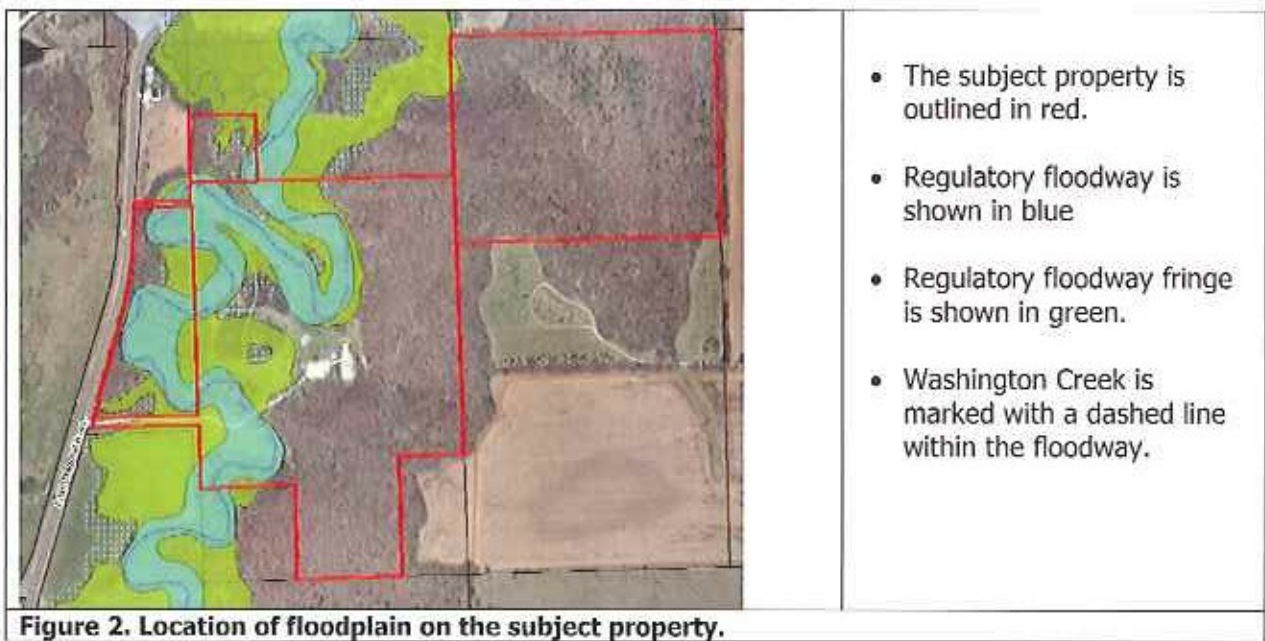 • The subject property is
outlined in red.
• Regulatory floodway is
shown in blue
• Regulatory floodway fringe
is shown in green.
• Washington Creek is
marked with a dashed line
within the floodway.
Figure 2. Location of floodplain on the subject property.